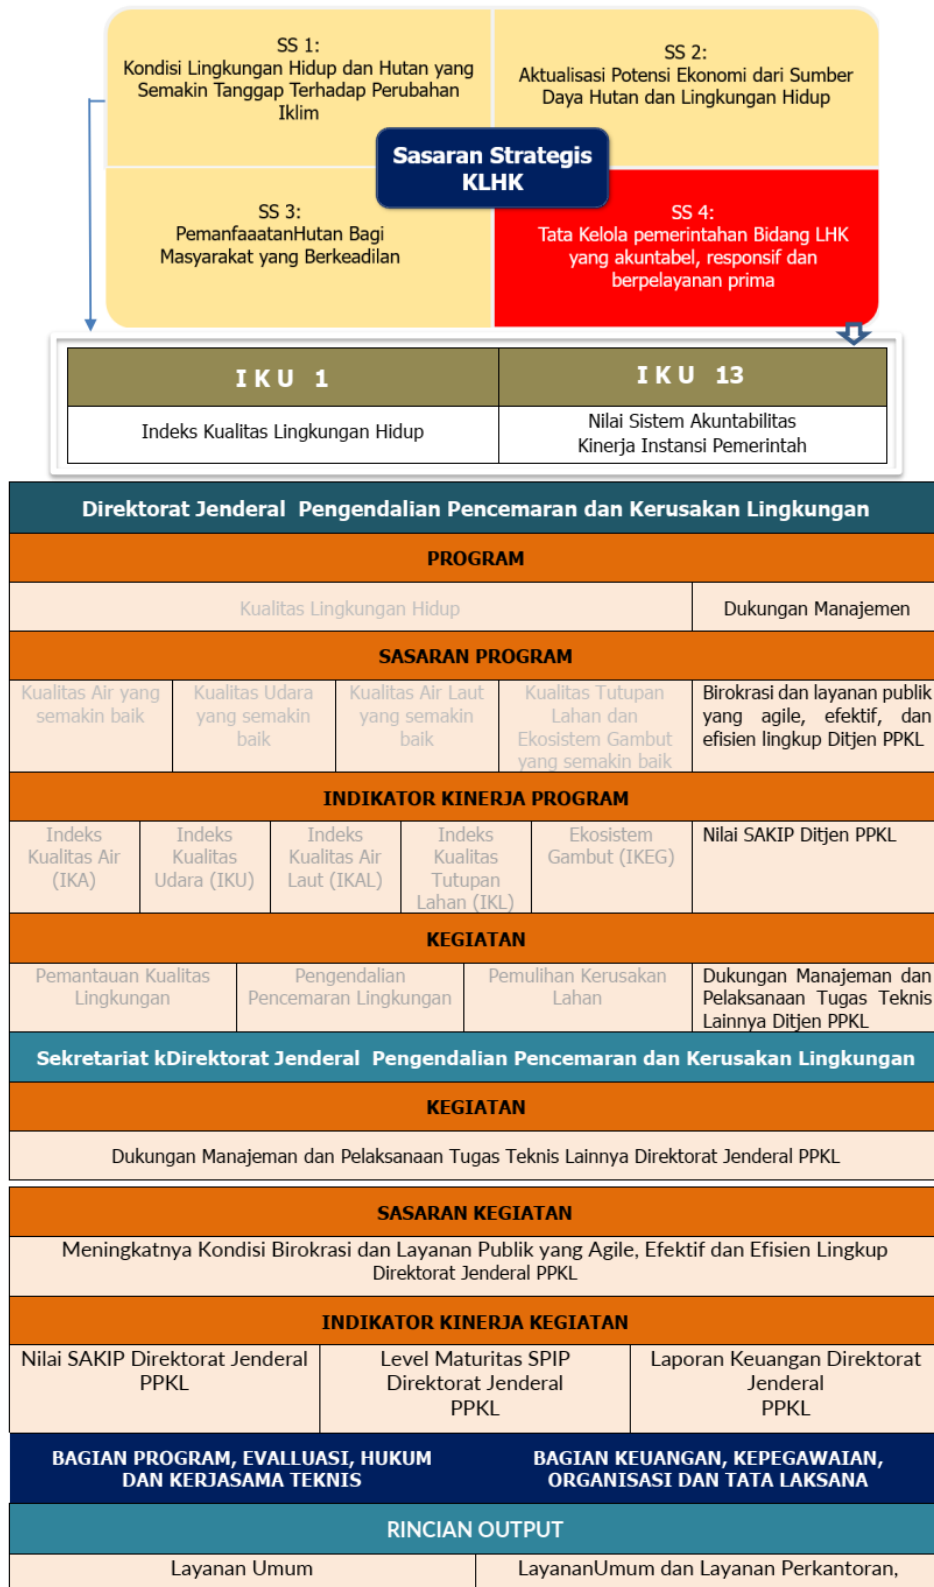 SS 1:
Kondisi Lingkungan Hidup dan Hutan yang
Semakin Tanggap Terhadap Perubahan
Iklim
SS 2:
Aktualisasi Potensi Ekonomi dari Sumber
Daya Hutan dan Lingkungan Hidup
Sasaran Strategis
KLHK
SS 3:
PemanfaaatanHutan Bagi
Masyarakat yang Berkeadilan
SS 4:
Tata Kelola pemerintahan Bidang LHK
yang akuntabel, responsif dan
berpelayanan prima
I K U 1
I K U 13
Indeks Kualitas Lingkungan Hidup
Nilai Sistem Akuntabilitas
Kinerja Instansi Pemerintah
Direktorat Jenderal Pengendalian Pencemaran dan Kerusakan Lingkungan
PROGRAM
Kualitas Lingkungan Hidup
Dukungan Manajemen
SASARAN PROGRAM
Kualitas Air yang
semakin baik
Kualitas Udara
yang semakin
baik
Kualitas Air Laut
yang semakin
baik
Kualitas Tutupan
Lahan dan
Ekosistem Gambut
yang semakin baik
Birokrasi dan layanan publik
yang agile, efektif, dan
efisien lingkup Ditjen PPKL
INDIKATOR KINERJA PROGRAM
Indeks
Kualitas Air
(IKA)
Indeks
Kualitas
Udara (IKU)
Indeks
Kualitas Air
Laut (IKAL)
Indeks
Kualitas
Tutupan
Lahan (IKL)
Ekosistem
Gambut (IKEG)
Nilai SAKIP Ditjen PPKL
KEGIATAN
Pemantauan Kualitas
Lingkungan
Pengendalian
Pencemaran Lingkungan
Pemulihan Kerusakan
Lahan
Dukungan Manajeman dan
Pelaksanaan Tugas Teknis
Lainnya Ditjen PPKL
Sekretariat kDirektorat Jenderal Pengendalian Pencemaran dan Kerusakan Lingkungan
KEGIATAN
Dukungan Manajeman dan Pelaksanaan Tugas Teknis Lainnya Direktorat Jenderal PPKL
SASARAN KEGIATAN
Meningkatnya Kondisi Birokrasi dan Layanan Publik yang Agile, Efektif dan Efisien Lingkup
Direktorat Jenderal PPKL
INDIKATOR KINERJA KEGIATAN
Nilai SAKIP Direktorat Jenderal
PPKL
Level Maturitas SPIP
Direktorat Jenderal
PPKL
Laporan Keuangan Direktorat
Jenderal
PPKL
BAGIAN PROGRAM, EVALLUASI, HUKUM
DAN KERJASAMA TEKNIS
BAGIAN KEUANGAN, KEPEGAWAIAN,
ORGANISASI DAN TATA LAKSANA
RINCIAN OUTPUT
Layanan Umum
LayananUmum dan Layanan Perkantoran,